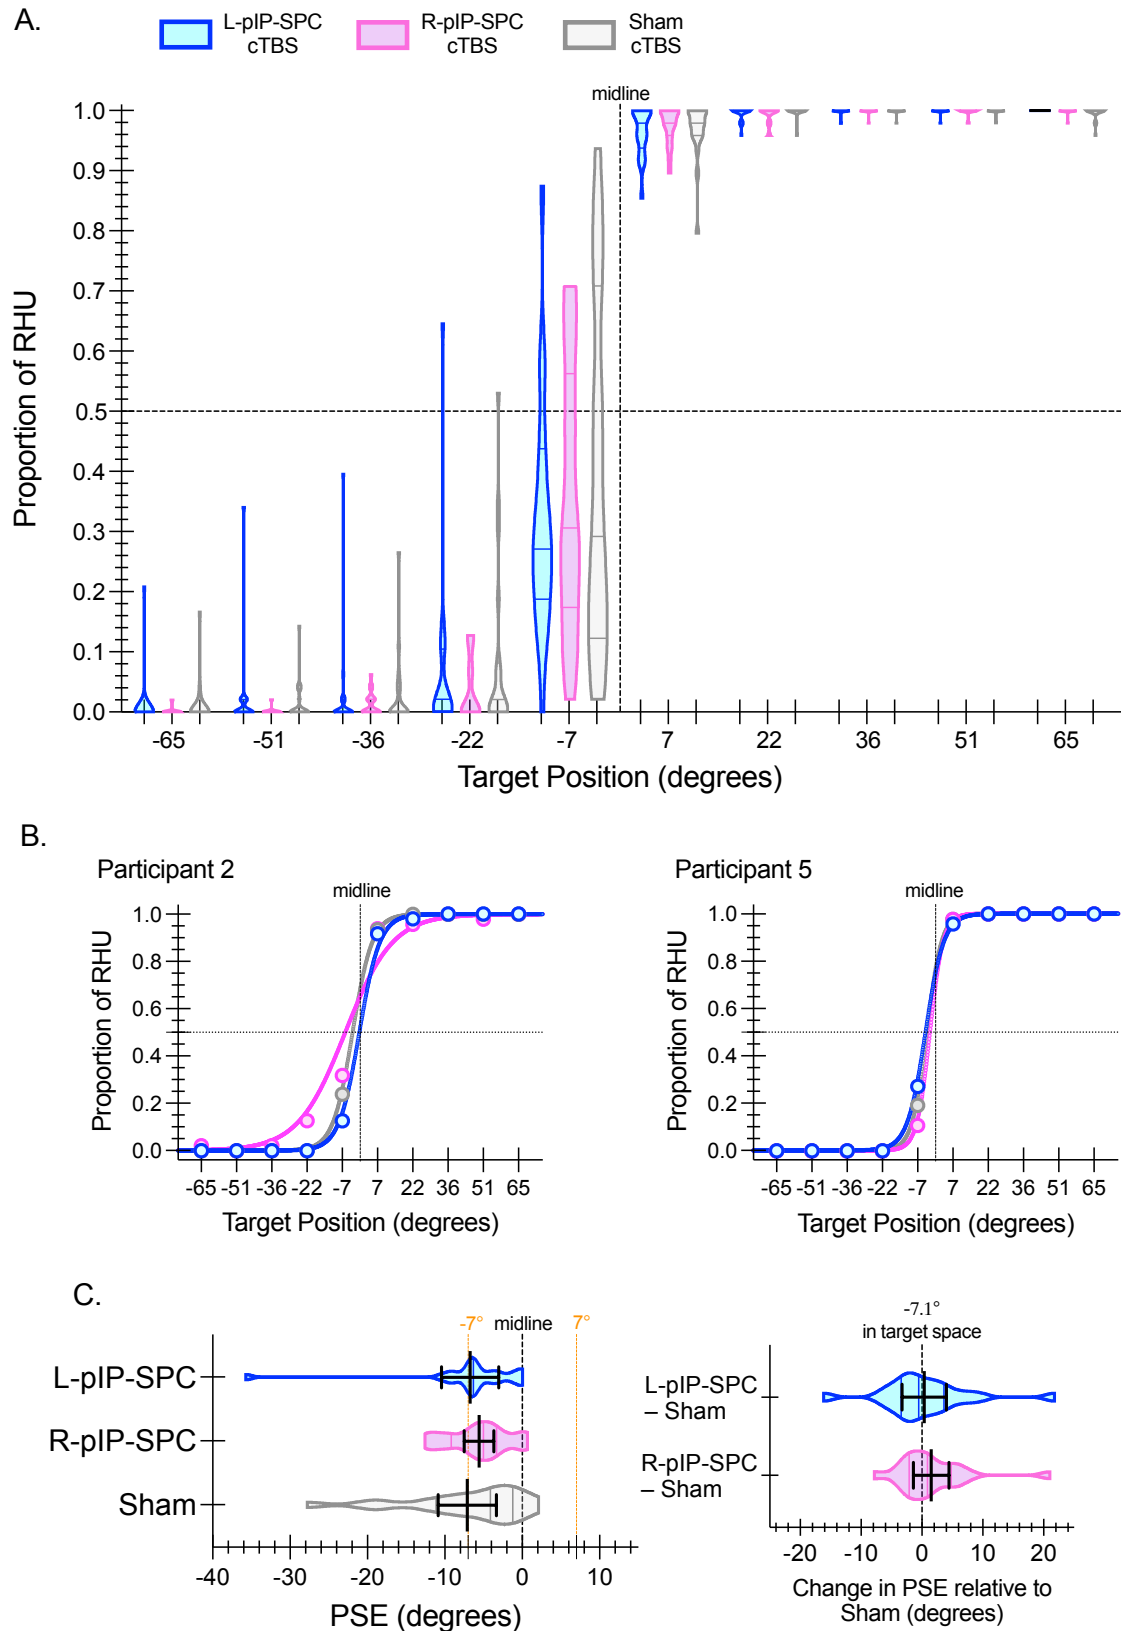 A.
L-pIP-SPC
cTBS
R-pIP-SPC
cTBS
Sham
cTBS
midline
1.0
0.9
0.8
0.7
0.6
0.5
0.4
0.3
0.2
0.1
0.0
Proportion of RHU
-65 -51 -36 -22 -7 7 22 36 51 65
Target Position (degrees)
B.
Participant 2
midline
1.0
0.8
0.6
0.4
0.2
0.0
Proportion of RHU
-65 -51 -36 -22 -7 7 22 36 51 65
Target Position (degrees)
Participant 5
midline
1.0
0.8
0.6
0.4
0.2
0.0
Proportion of RHU
-65 -51 -36 -22 -7 7 22 36 51 65
Target Position (degrees)
C.
-7° midline 7°
L-pIP-SPC
R-pIP-SPC
Sham
-40 -30 -20 -10 0 10
PSE (degrees)
-7.1°
in target space
L-pIP-SPC
– Sham
R-pIP-SPC
– Sham
-20 -10 0 10 20
Change in PSE relative to
Sham (degrees)